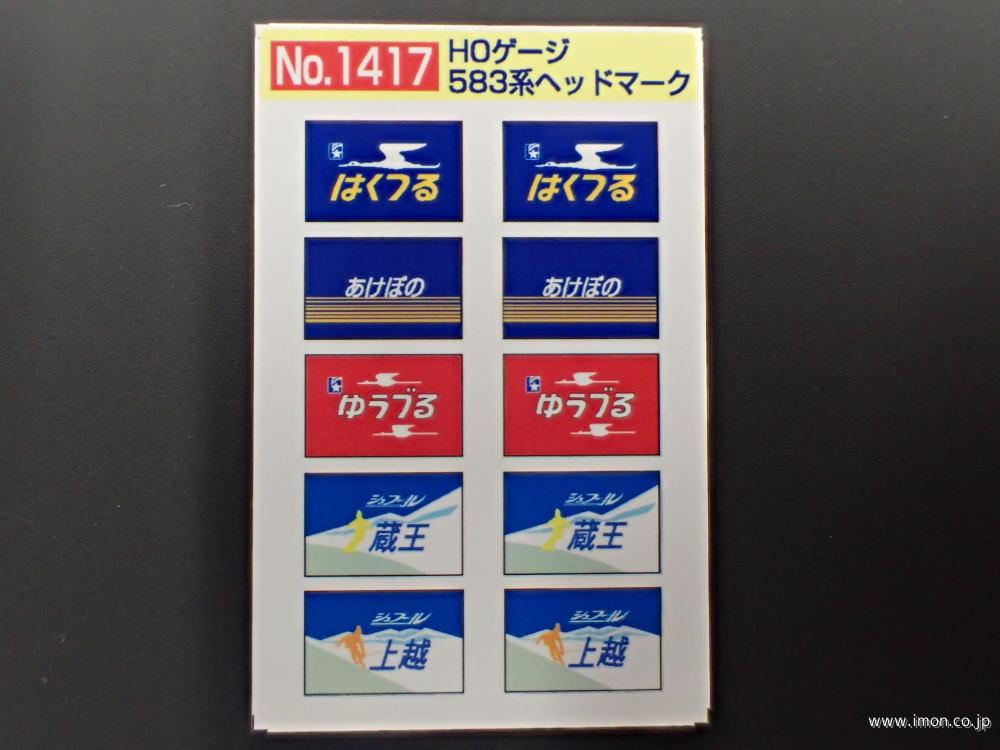 No.1417
HOゲージ
583系ヘッドマーク
はくつる
はくつる
あけぼの
あけぼの
ゆうづる
ゆうづる
シュプール
蔵王
シュプール
蔵王
シュプール
上越
シュプール
上越
www.imon.co.jp